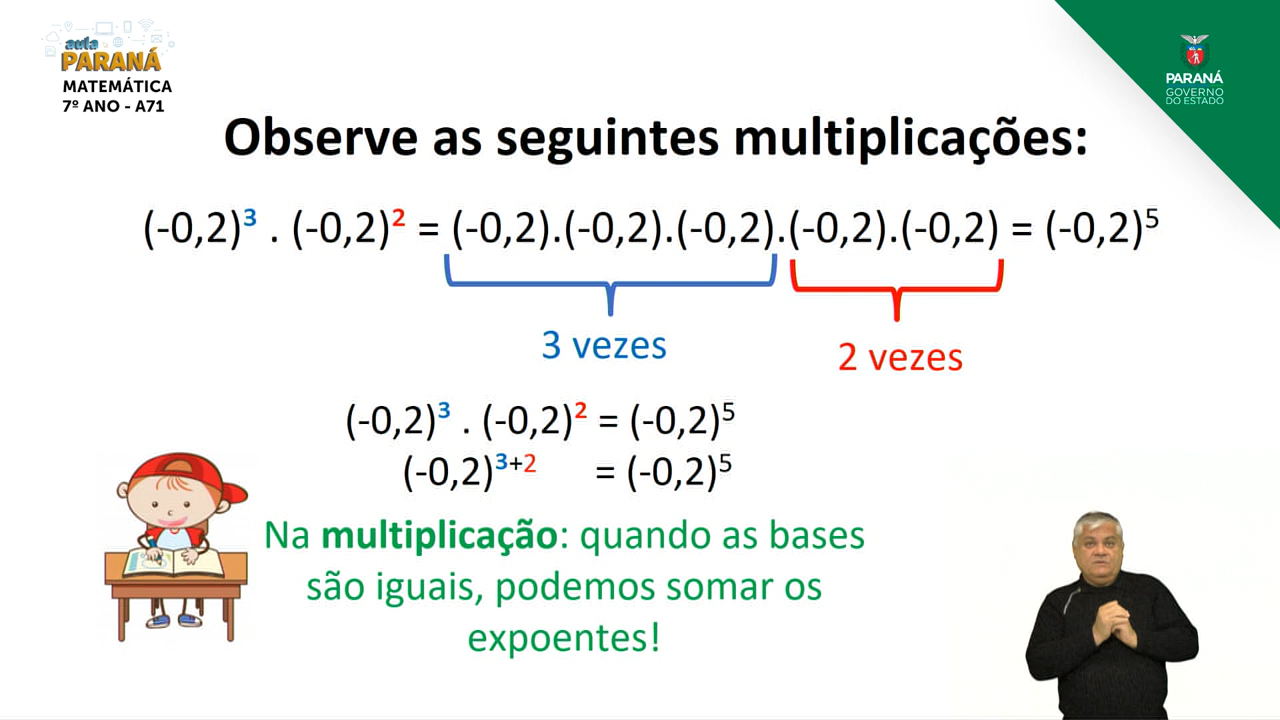 aula
PARANÁ
MATEMÁTICA
7º ANO - A71
PARANÁ
GOVERNO
DO ESTADO
Observe as seguintes multiplicações:
(-0,2)³ . (-0,2)² = (-0,2).(-0,2).(-0,2).(-0,2).(-0,2) = (-0,2)⁵
3 vezes
2 vezes
(-0,2)³ . (-0,2)² = (-0,2)⁵
(-0,2)³⁺² = (-0,2)⁵
Na multiplicação: quando as bases
são iguais, podemos somar os
expoentes!